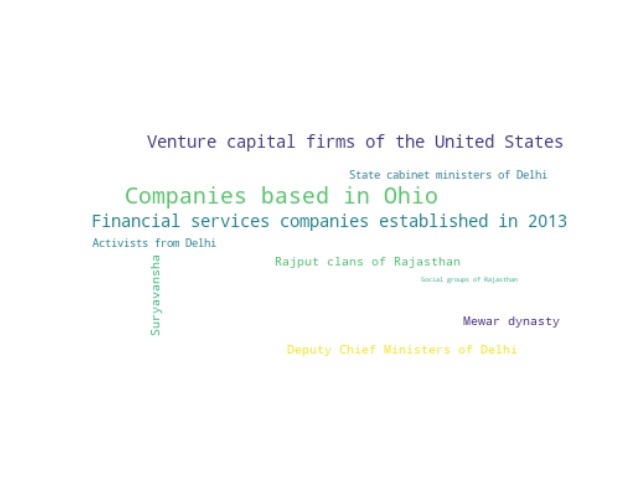 Venture capital firms of the United States
State cabinet ministers of Delhi
Companies based in Ohio
Financial services companies established in 2013
Activists from Delhi
Suryavansha
Rajput clans of Rajasthan
Social groups of Rajasthan
Mewar dynasty
Deputy Chief Ministers of Delhi